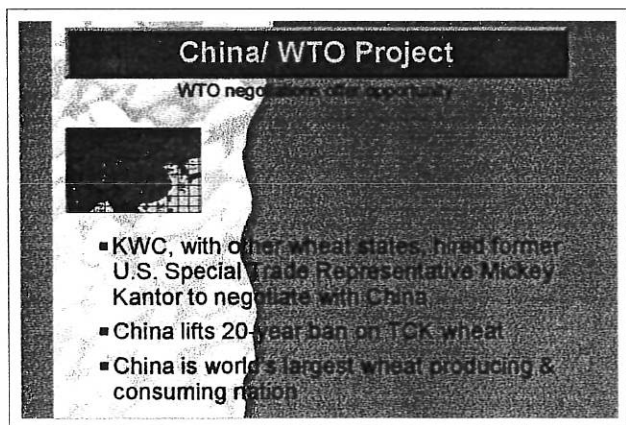 China/ WTO Project
WTO negotiations offer opportunity
▪KWC, with other wheat states, hired former
U.S. Special Trade Representative Mickey
Kantor to negotiate with China
▪China lifts 20-year ban on TCK wheat
▪China is world's largest wheat producing &
consuming nation